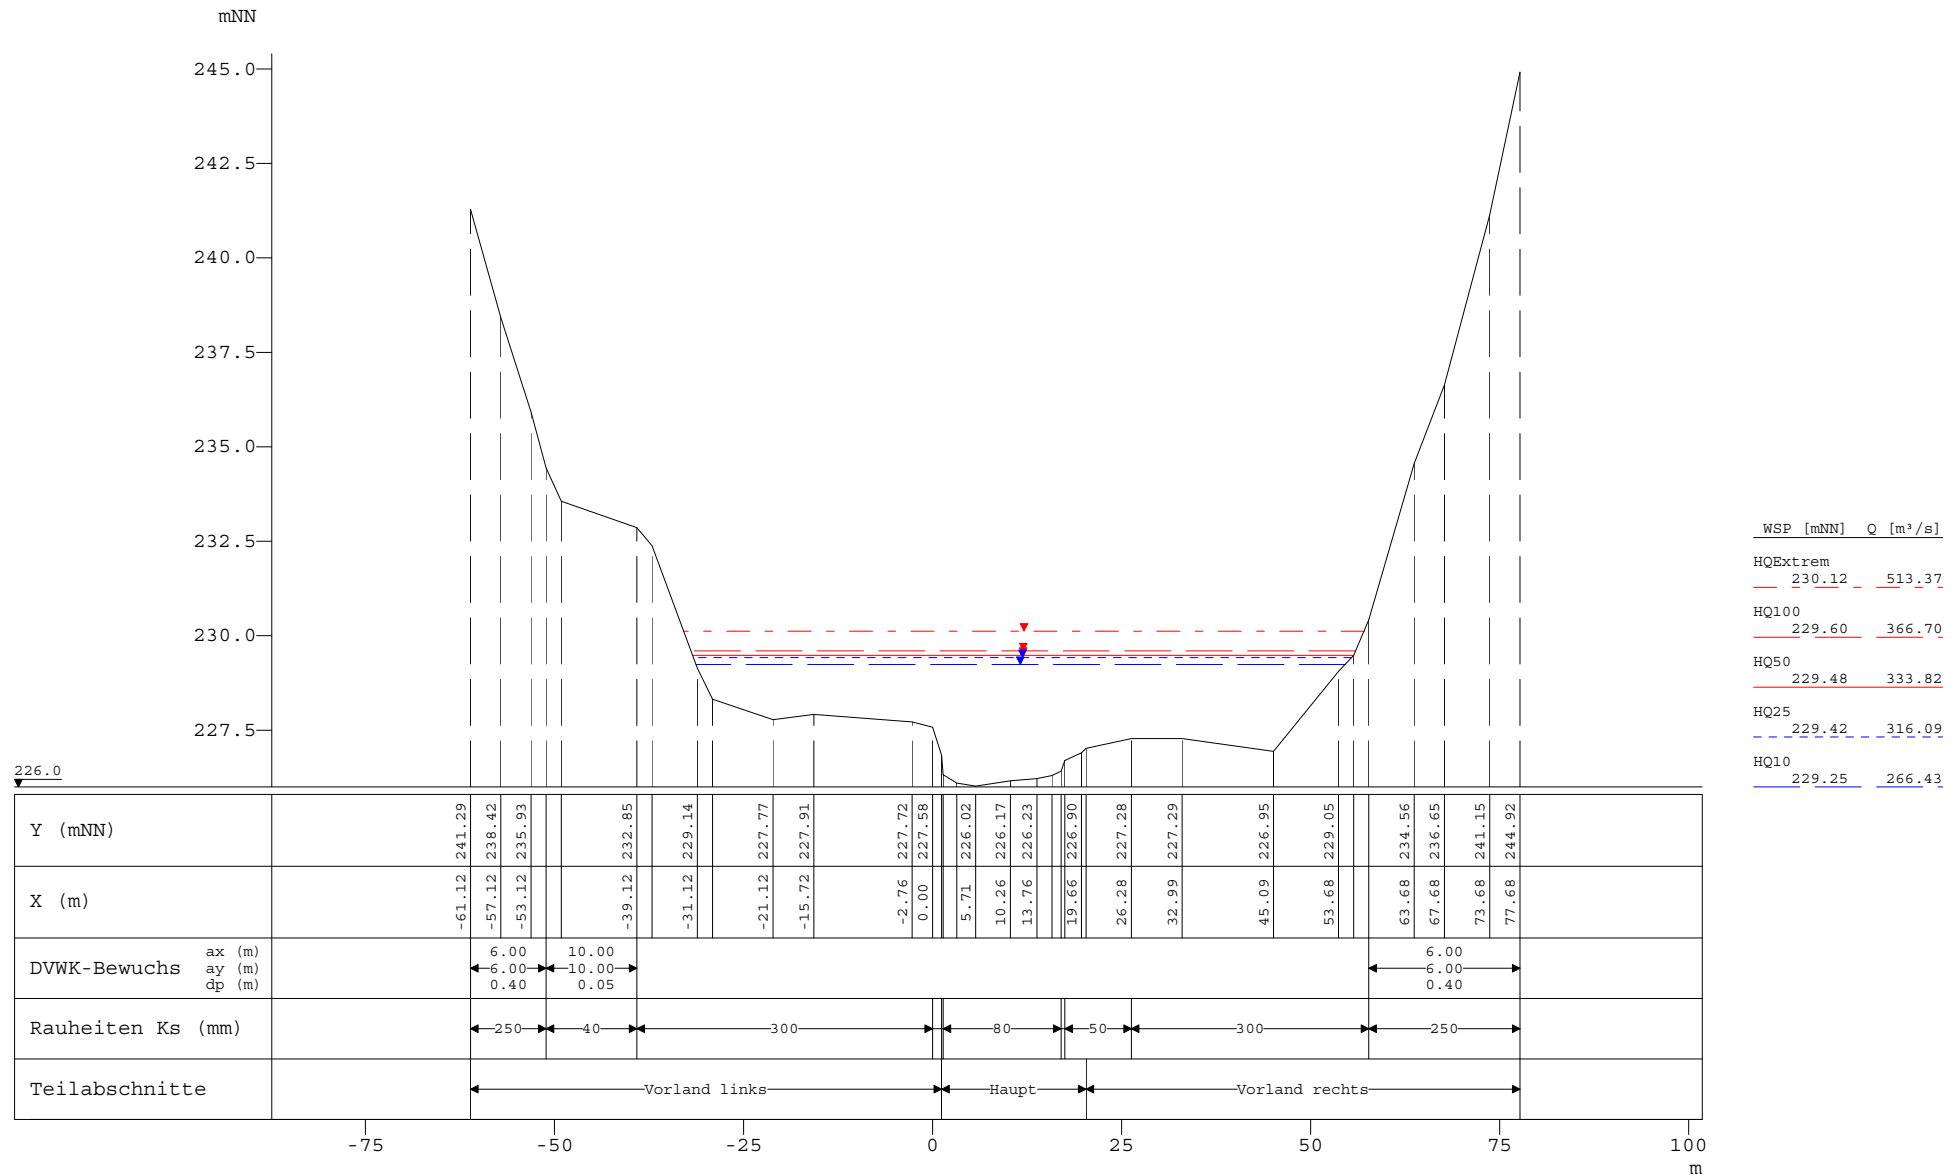 mNN
245.0
242.5
240.0
237.5
235.0
232.5
230.0
227.5
226.0
WSP [mNN] Q [m³/s]
HQExtrem
230.12 513.37
HQ100
229.60 366.70
HQ50
229.48 333.82
HQ25
229.42 316.09
HQ10
229.25 266.43
Y (mNN) 241.29 238.42 235.93 232.85 229.14 227.77 227.91 227.72 227.58 226.02 226.17 226.23 226.90 227.28 227.29 226.95 229.05 234.56 236.65 241.15 244.92
X (m) -61.12 -57.12 -53.12 -39.12 -31.12 -21.12 -15.72 -2.76 0.00 5.71 10.26 13.76 19.66 26.28 32.99 45.09 53.68 63.68 67.68 73.68 77.68
DVWK-Bewuchs
ax (m) 6.00 10.00 6.00
ay (m) 6.00 10.00 6.00
dp (m) 0.40 0.05 0.40
Rauheiten Ks (mm) 250 40 300 80 50 300 250
Teilabschnitte Vorland links Haupt Vorland rechts
-75 -50 -25 0 25 50 75 100
m